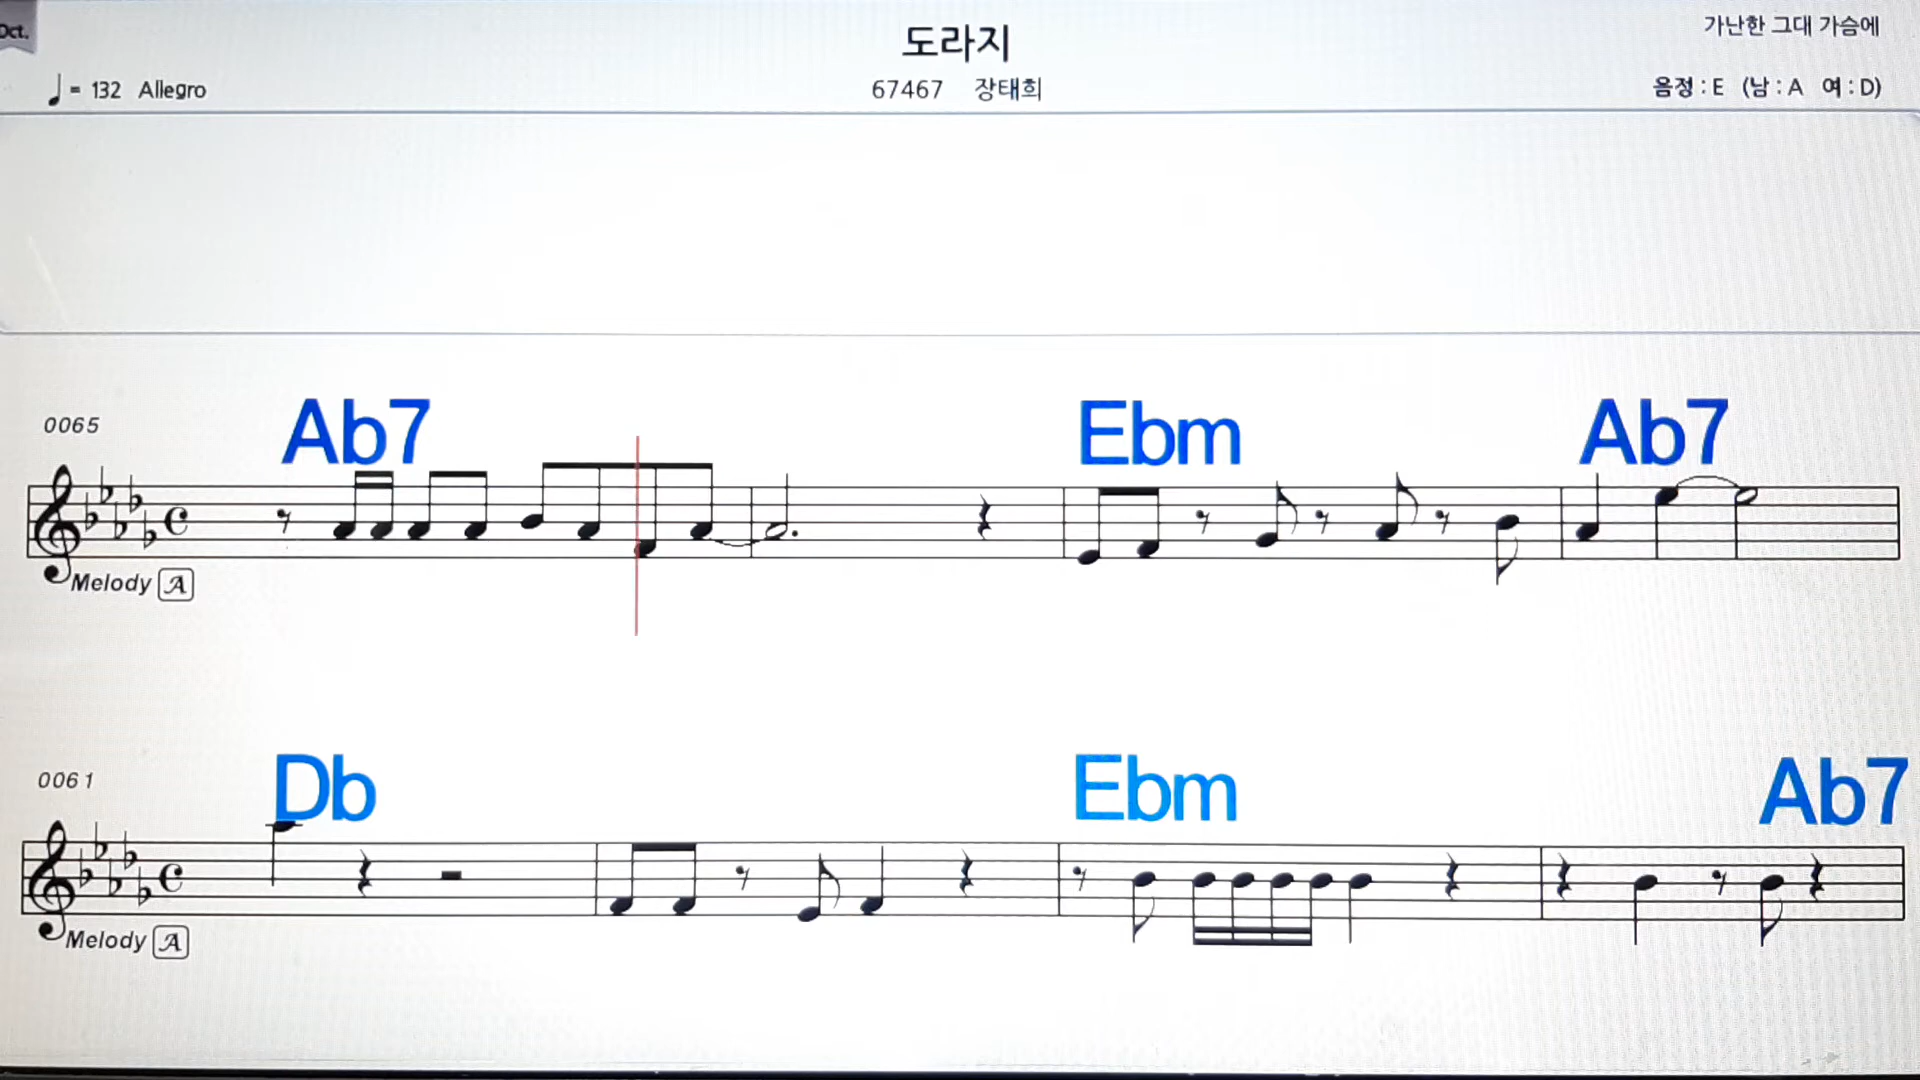 Oct.
도라지
가난한 그대 가슴에
♩ = 132 Allegro
67467 장태희
음정 : E (남 : A 여 : D)
0065
Ab7 Ebm Ab7
Melody A
0061
Db Ebm Ab7
Melody A